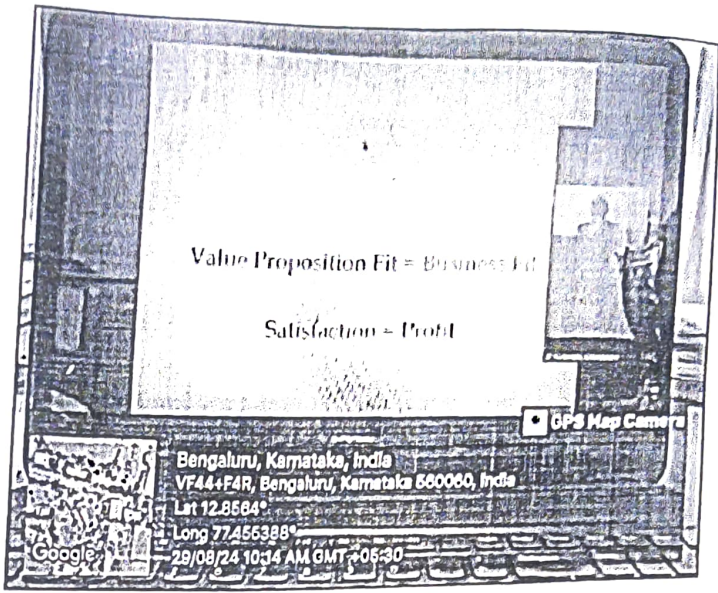 Value Proposition Fit = Business Fit
Satisfaction = Profit
GPS Map Camera
Bengaluru, Karnataka, India
VF44+F4R, Bengaluru, Karnataka 560060, India
Lat 12.8564°
Long 77.455388°
29/08/24 10:14 AM GMT +05:30
Google